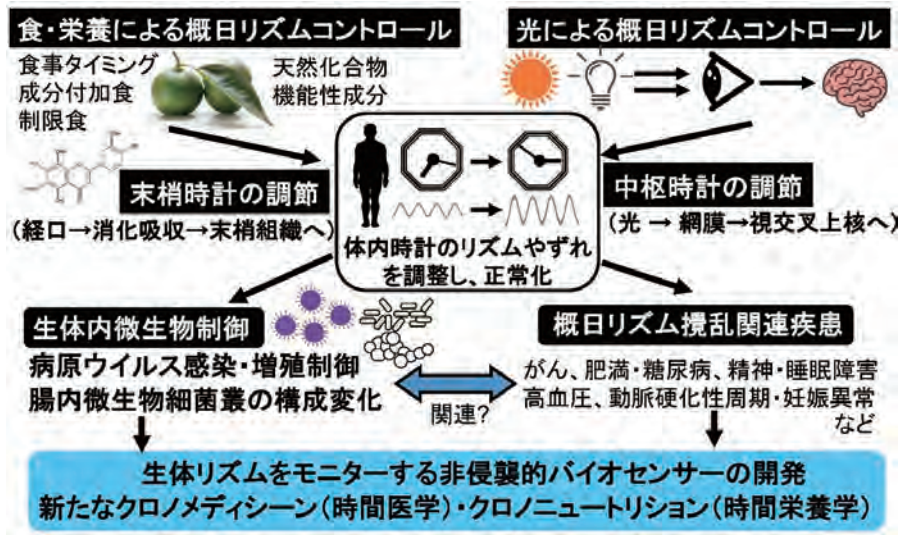 食・栄養による概日リズムコントロール
食事タイミング
成分付加食
制限食
天然化合物
機能性成分
光による概日リズムコントロール
末梢時計の調節
(経口→消化吸収→末梢組織へ)
中枢時計の調節
(光 → 網膜→視交叉上核へ)
体内時計のリズムやずれ
を調整し、正常化
生体内微生物制御
病原ウイルス感染・増殖制御
腸内微生物細菌叢の構成変化
関連?
概日リズム攪乱関連疾患
がん、肥満・糖尿病、精神・睡眠障害
高血圧、動脈硬化性周期・妊娠異常
など
生体リズムをモニターする非侵襲的バイオセンサーの開発
新たなクロノメディシーン(時間医学)・クロノニュートリション(時間栄養学)